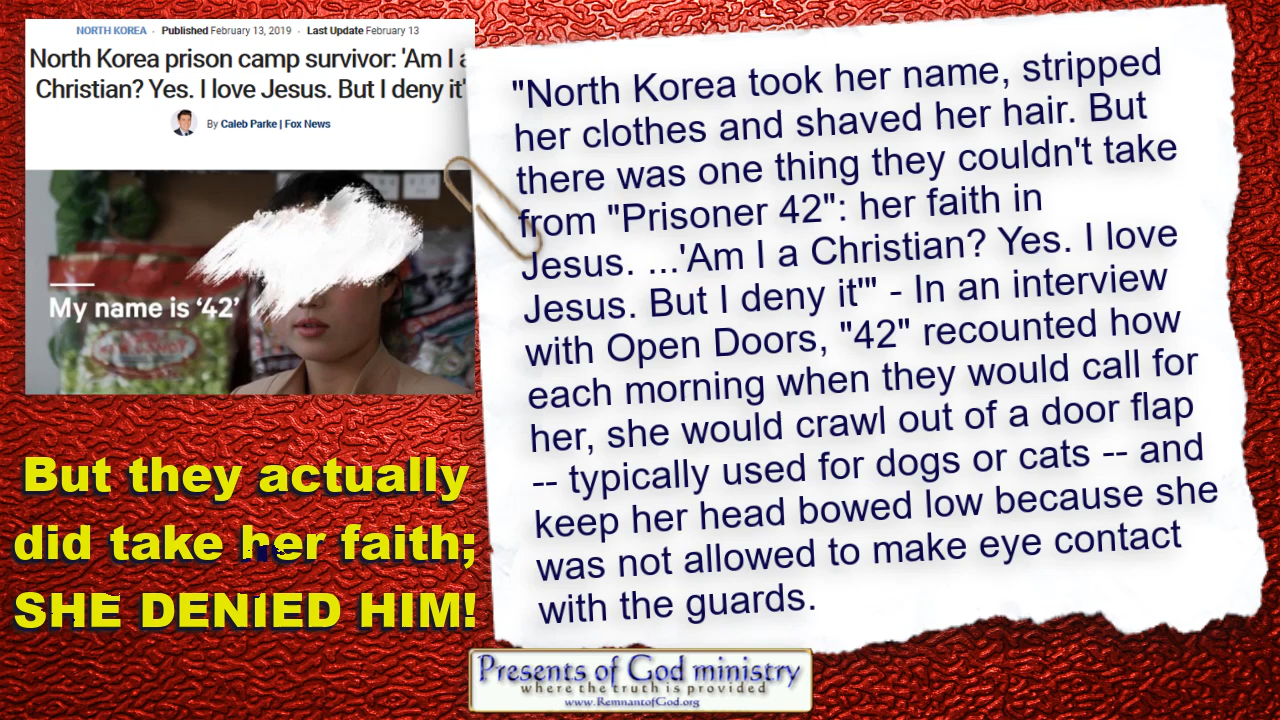 NORTH KOREA · Published February 13, 2019 · Last Update February 13
North Korea prison camp survivor: 'Am I a
Christian? Yes. I love Jesus. But I deny it'
By Caleb Parke | Fox News
My name is ‘42’
But they actually
did take her faith;
SHE DENIED HIM!
"North Korea took her name, stripped
her clothes and shaved her hair. But
there was one thing they couldn't take
from "Prisoner 42": her faith in
Jesus. ...'Am I a Christian? Yes. I love
Jesus. But I deny it'" - In an interview
with Open Doors, "42" recounted how
each morning when they would call for
her, she would crawl out of a door flap
-- typically used for dogs or cats -- and
keep her head bowed low because she
was not allowed to make eye contact
with the guards.
Presents of God ministry
where the truth is provided
www.RemnantofGod.org